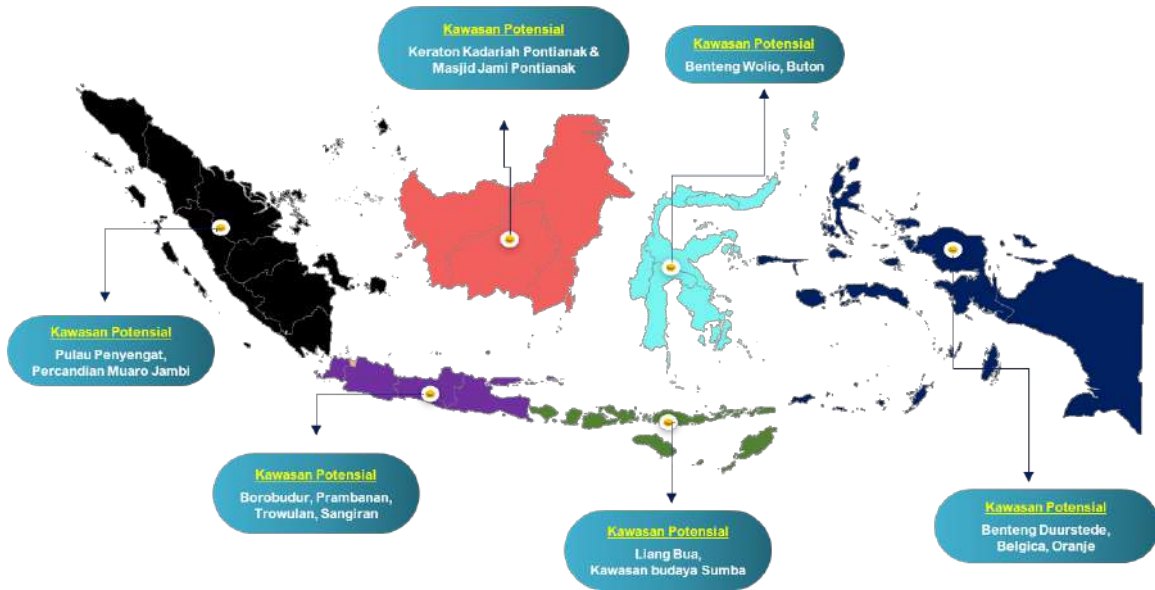 Kawasan Potensial
Keraton Kadariah Pontianak &
Masjid Jami Pontianak
Kawasan Potensial
Benteng Wolio, Buton
Kawasan Potensial
Pulau Penyengat,
Percandian Muaro Jambi
Kawasan Potensial
Borobudur, Prambanan,
Trowulan, Sangiran
Kawasan Potensial
Liang Bua,
Kawasan budaya Sumba
Kawasan Potensial
Benteng Duurstede,
Belgica, Oranje